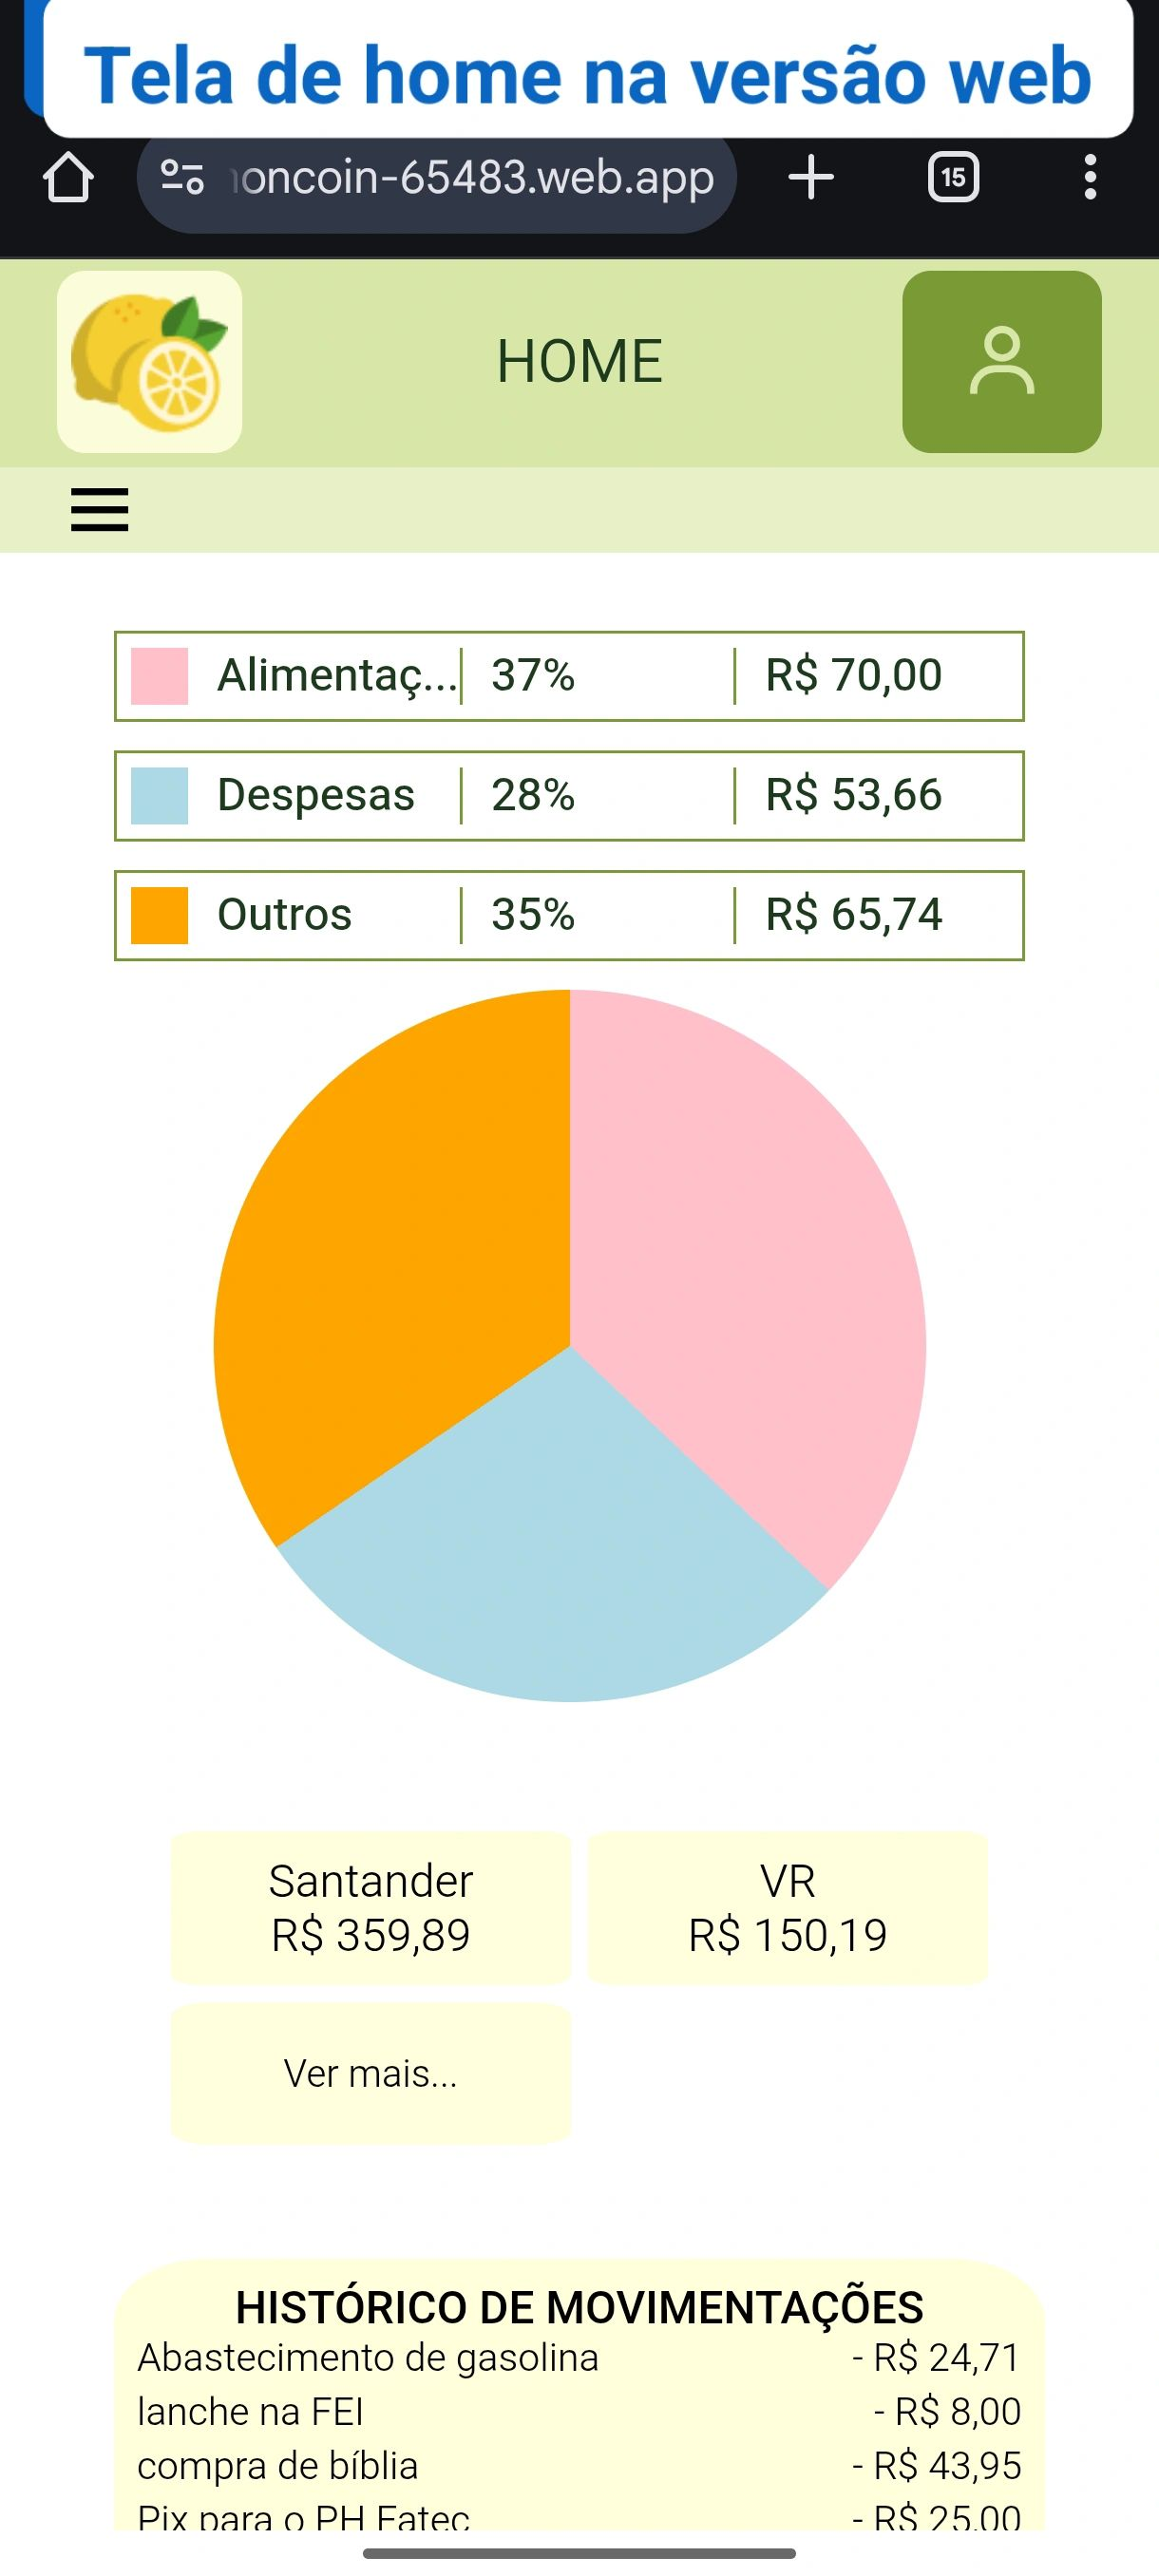 Tela de home na versão web
oncoin-65483.web.app
15
HOME
Alimentaç... 37% R$ 70,00
Despesas 28% R$ 53,66
Outros 35% R$ 65,74
Santander
R$ 359,89
VR
R$ 150,19
Ver mais...
HISTÓRICO DE MOVIMENTAÇÕES
Abastecimento de gasolina - R$ 24,71
lanche na FEI - R$ 8,00
compra de bíblia - R$ 43,95
Pix para o PH Fatec - R$ 25,00